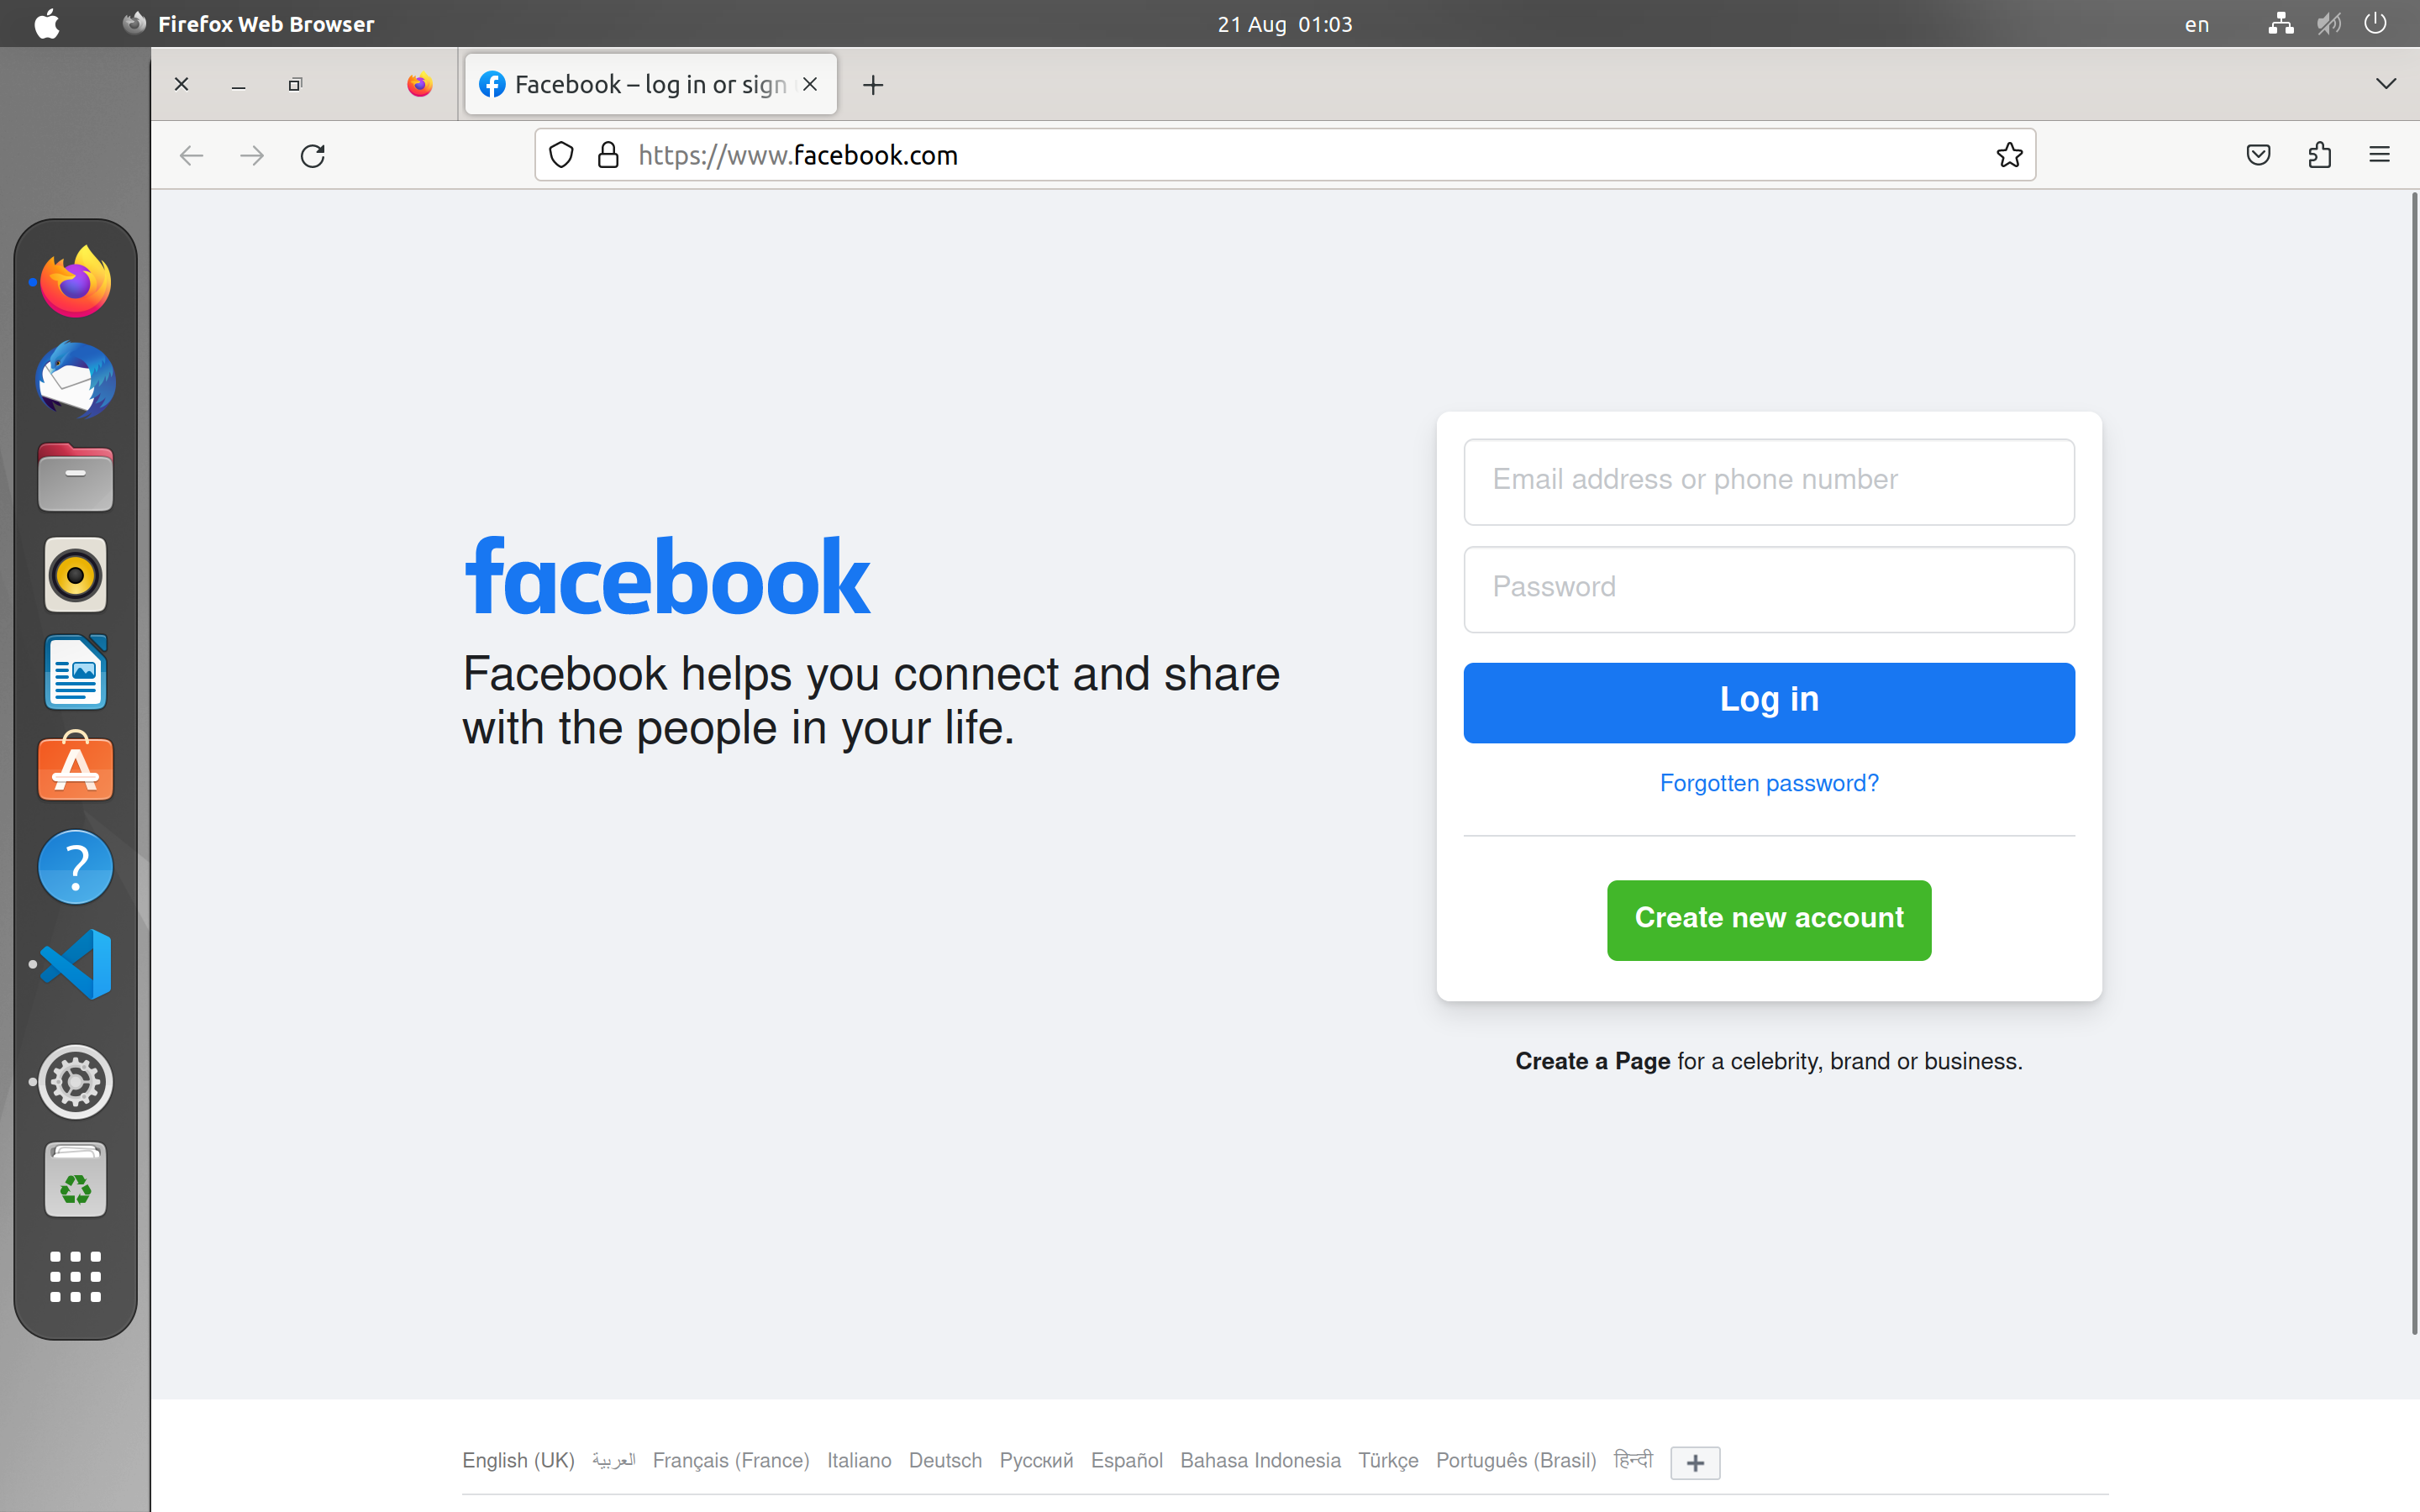 Firefox Web Browser
21 Aug 01:03
en
Facebook – log in or sign
https://www.facebook.com
facebook
Facebook helps you connect and share
with the people in your life.
Email address or phone number
Password
Log in
Forgotten password?
Create new account
Create a Page for a celebrity, brand or business.
English (UK) العربية Français (France) Italiano Deutsch Русский Español Bahasa Indonesia Türkçe Português (Brasil) हिन्दी